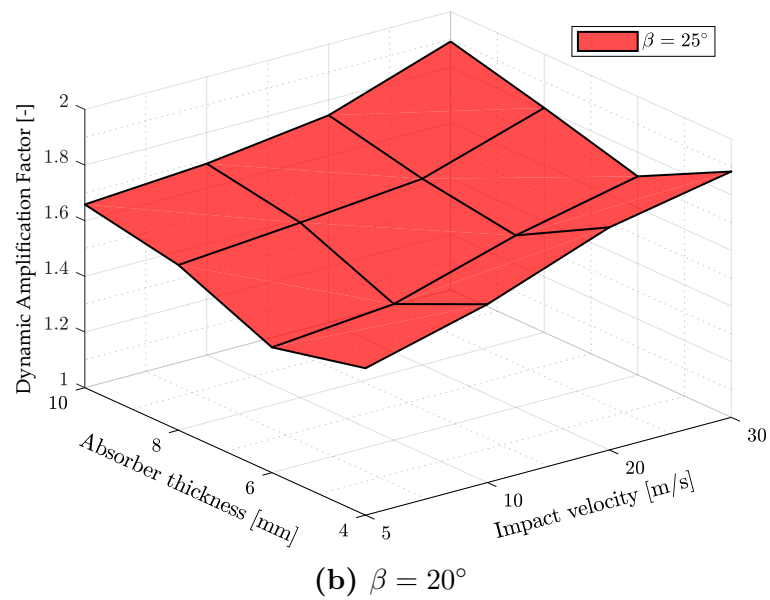 β = 25°
Dynamic Amplification Factor [-]
2
1.8
1.6
1.4
1.2
1
10
8
6
4
Absorber thickness [mm]
5
10
20
30
Impact velocity [m/s]
(b) β = 20°